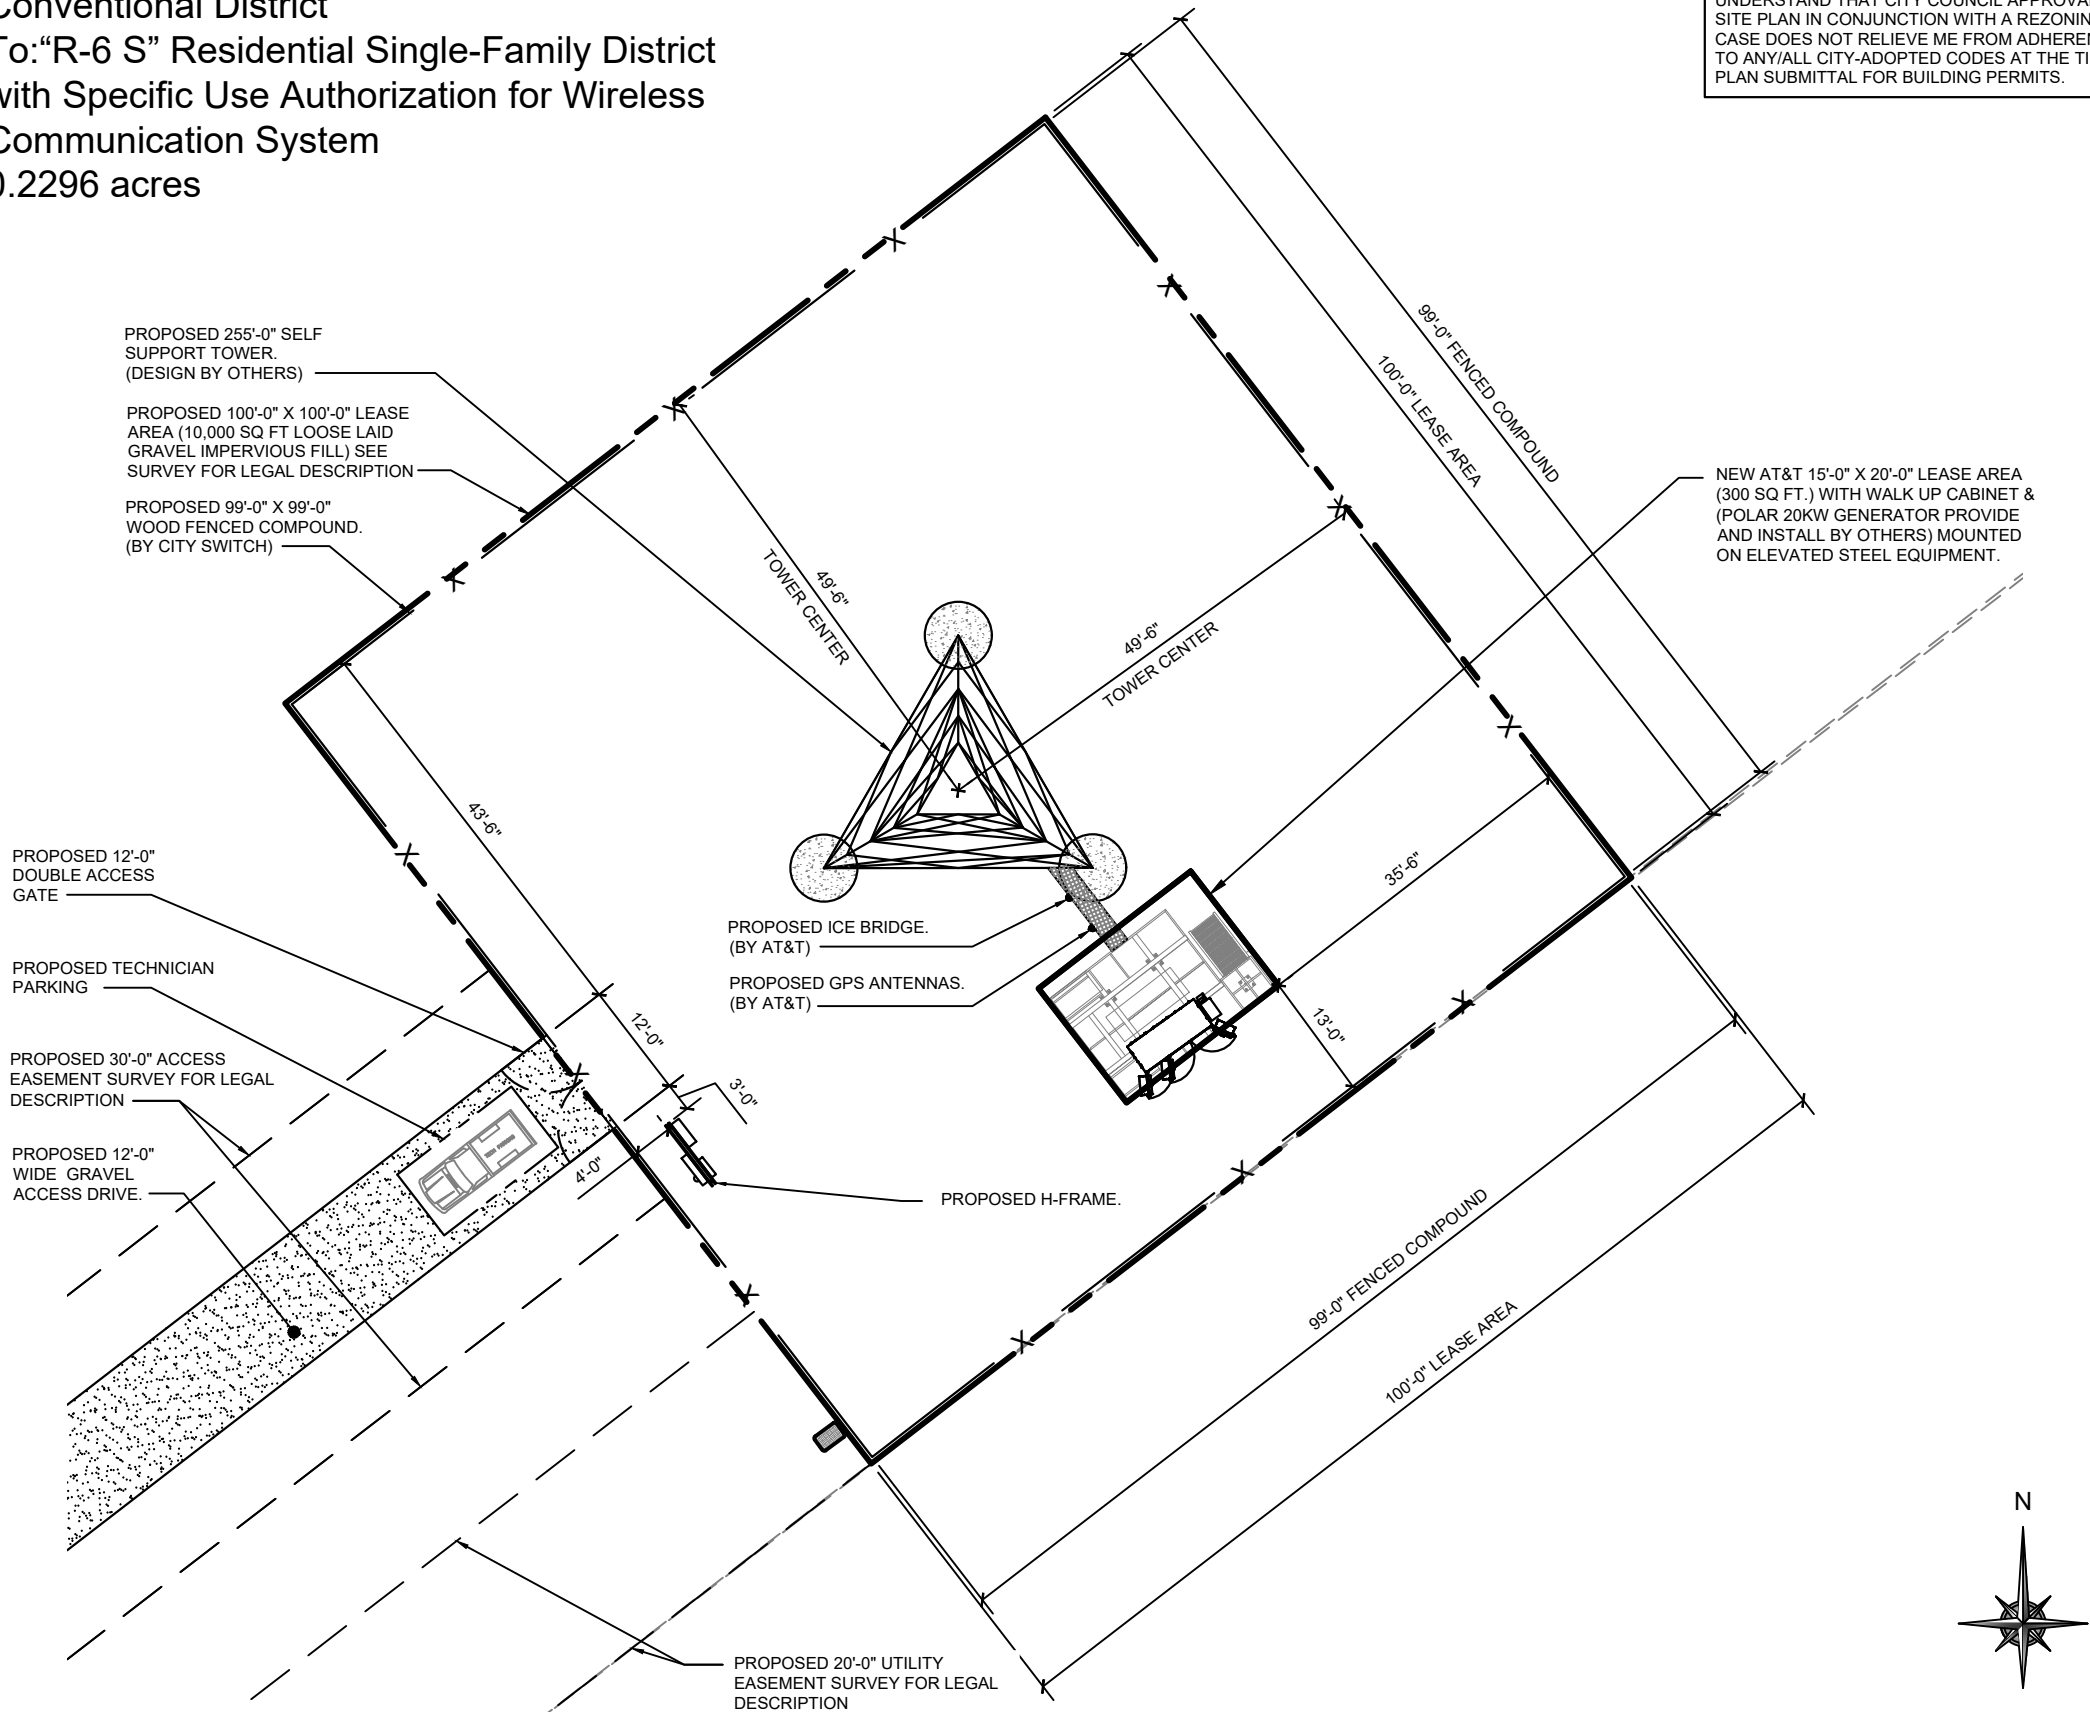 Conventional District
To:“R-6 S” Residential Single-Family District
with Specific Use Authorization for Wireless
Communication System
0.2296 acres
UNDERSTAND THAT CITY COUNCIL APPROVAL
SITE PLAN IN CONJUNCTION WITH A REZONIN
CASE DOES NOT RELIEVE ME FROM ADHEREN
TO ANY/ALL CITY-ADOPTED CODES AT THE TI
PLAN SUBMITTAL FOR BUILDING PERMITS.
PROPOSED 255'-0" SELF
SUPPORT TOWER.
(DESIGN BY OTHERS)
PROPOSED 100'-0" X 100'-0" LEASE
AREA (10,000 SQ FT LOOSE LAID
GRAVEL IMPERVIOUS FILL) SEE
SURVEY FOR LEGAL DESCRIPTION
PROPOSED 99'-0" X 99'-0"
WOOD FENCED COMPOUND.
(BY CITY SWITCH)
99'-0" FENCED COMPOUND
100'-0" LEASE AREA
NEW AT&T 15'-0" X 20'-0" LEASE AREA
(300 SQ FT.) WITH WALK UP CABINET &
(POLAR 20KW GENERATOR PROVIDE
AND INSTALL BY OTHERS) MOUNTED
ON ELEVATED STEEL EQUIPMENT.
49'-6"
TOWER CENTER
49'-6"
TOWER CENTER
43'-6"
35'-6"
PROPOSED 12'-0"
DOUBLE ACCESS
GATE
PROPOSED ICE BRIDGE.
(BY AT&T)
PROPOSED TECHNICIAN
PARKING
PROPOSED GPS ANTENNAS.
(BY AT&T)
12'-0"
13'-0"
PROPOSED 30'-0" ACCESS
EASEMENT SURVEY FOR LEGAL
DESCRIPTION
3'-0"
PROPOSED 12'-0"
WIDE GRAVEL
ACCESS DRIVE.
4'-0"
PROPOSED H-FRAME.
99'-0" FENCED COMPOUND
100'-0" LEASE AREA
N
PROPOSED 20'-0" UTILITY
EASEMENT SURVEY FOR LEGAL
DESCRIPTION